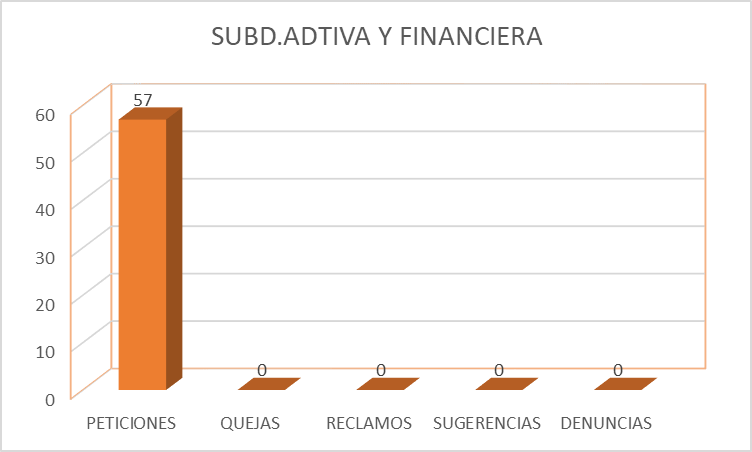 SUBD.ADTIVA Y FINANCIERA
57
60
50
40
30
20
10
0
0 0 0 0
PETICIONES QUEJAS RECLAMOS SUGERENCIAS DENUNCIAS